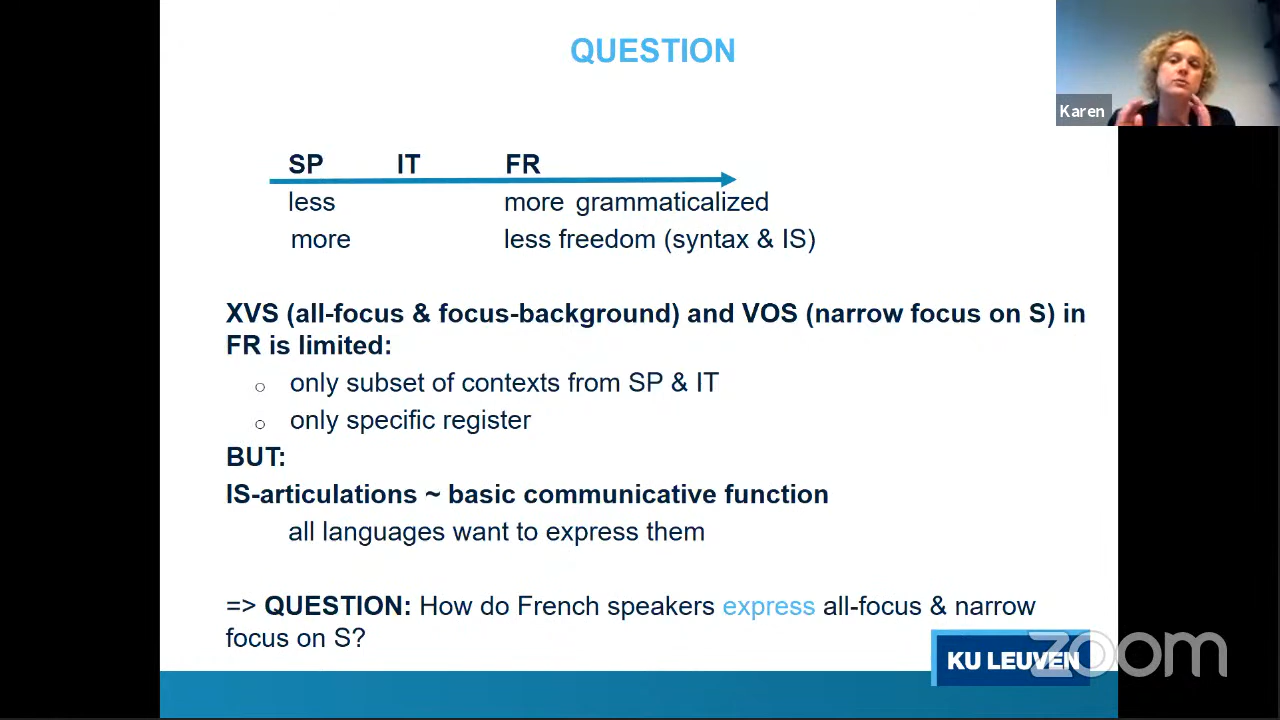 QUESTION
Karen
SP IT FR
less more grammaticalized
more less freedom (syntax & IS)
XVS (all-focus & focus-background) and VOS (narrow focus on S) in
FR is limited:
○ only subset of contexts from SP & IT
○ only specific register
BUT:
IS-articulations ~ basic communicative function
all languages want to express them
=> QUESTION: How do French speakers express all-focus & narrow
focus on S?
KU LEUVEN
zoom